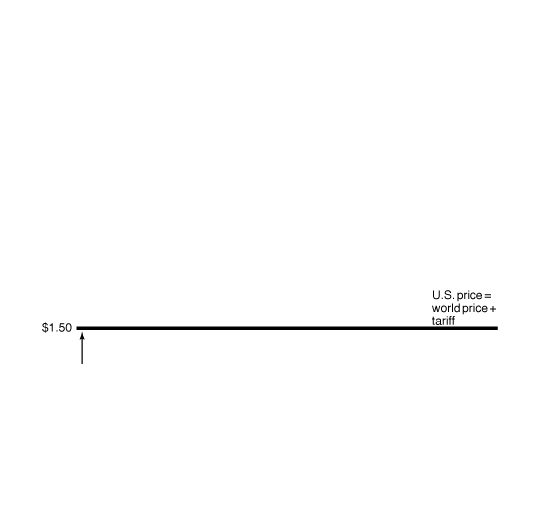 U.S. price =
world price +
tariff
$1.50